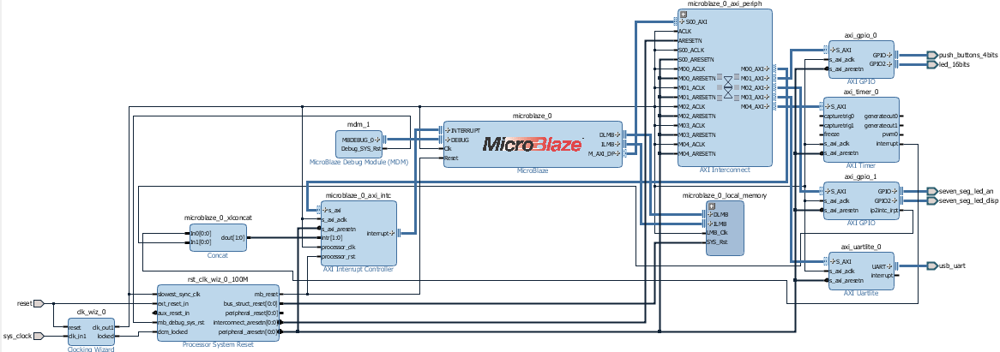 microblaze_0_axi_periph
S00_AXI
ACLK
ARESETN
S00_ACLK
S00_ARESETN
M00_ACLK
M00_ARESETN
M01_ACLK
M01_ARESETN
M02_ACLK
M02_ARESETN
M03_ACLK
M03_ARESETN
M04_ACLK
M04_ARESETN
M00_AXI
M01_AXI
M02_AXI
M03_AXI
M04_AXI
AXI Interconnect
axi_gpio_0
S_AXI
s_axi_aclk
s_axi_aresetn
GPIO
GPIO2
AXI GPIO
push_buttons_4bits
led_16bits
axi_timer_0
S_AXI
capturetrig0
capturetrig1
freeze
s_axi_aclk
s_axi_aresetn
generateout0
generateout1
pwm0
interrupt
AXI Timer
axi_gpio_1
S_AXI
s_axi_aclk
s_axi_aresetn
GPIO
GPIO2
ip2intc_irpt
AXI GPIO
seven_seg_led_an
seven_seg_led_disp
axi_uartlite_0
S_AXI
s_axi_aclk
s_axi_aresetn
UART
interrupt
AXI Uartlite
usb_uart
microblaze_0
INTERRUPT
DEBUG
Clk
Reset
MicroBlaze
DLMB
ILMB
M_AXI_DP
MicroBlaze
mdm_1
MBDEBUG_0
Debug_SYS_Rst
MicroBlaze Debug Module (MDM)
microblaze_0_local_memory
DLMB
ILMB
LMB_Clk
SYS_Rst
microblaze_0_axi_intc
s_axi
s_axi_aclk
s_axi_aresetn
intr[1:0]
processor_clk
processor_rst
interrupt
AXI Interrupt Controller
microblaze_0_xlconcat
In0[0:0]
In1[0:0]
dout[1:0]
Concat
rst_clk_wiz_0_100M
slowest_sync_clk
ext_reset_in
aux_reset_in
mb_debug_sys_rst
dcm_locked
mb_reset
bus_struct_reset[0:0]
peripheral_reset[0:0]
interconnect_aresetn[0:0]
peripheral_aresetn[0:0]
Processor System Reset
reset
sys_clock
clk_wiz_0
reset
clk_in1
clk_out1
locked
Clocking Wizard